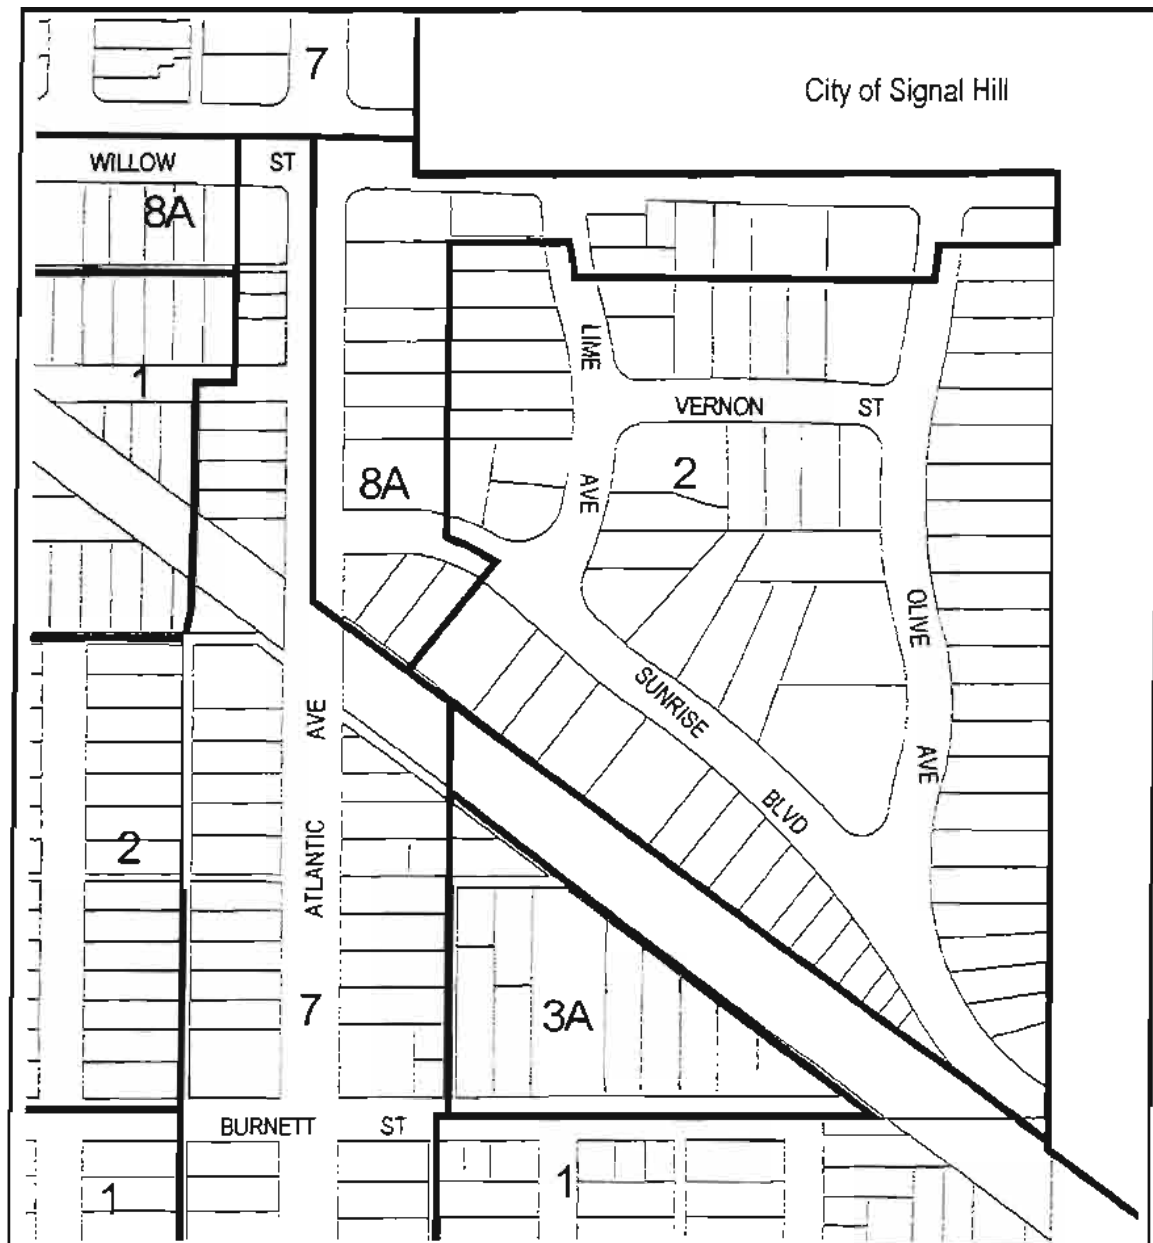 7
City of Signal Hill
WILLOW ST
8A
LIME AVE
1
VERNON ST
8A
2
OLIVE AVE
SUNRISE BLVD
ATLANTIC AVE
2
7
3A
BURNETT ST
1
1